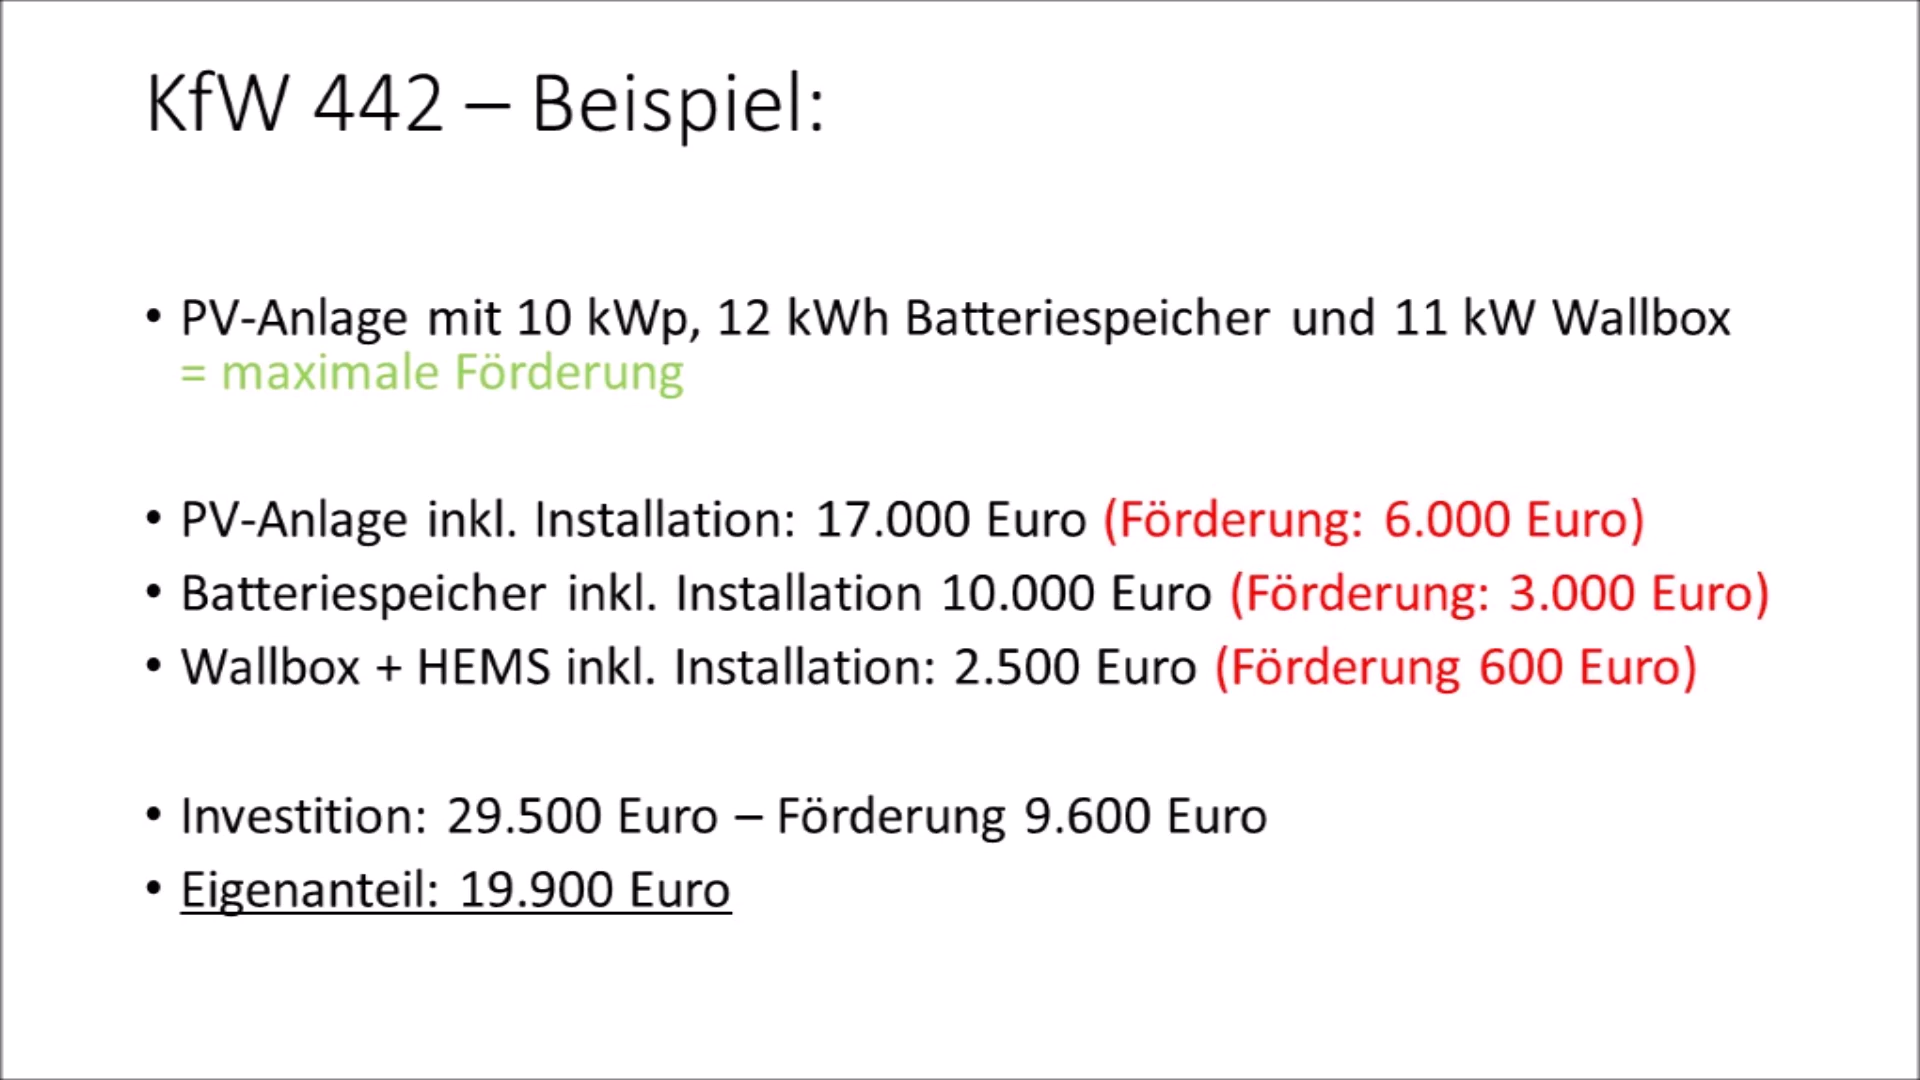 KfW 442 – Beispiel:
• PV-Anlage mit 10 kWp, 12 kWh Batteriespeicher und 11 kW Wallbox
= maximale Förderung
• PV-Anlage inkl. Installation: 17.000 Euro (Förderung: 6.000 Euro)
• Batteriespeicher inkl. Installation 10.000 Euro (Förderung: 3.000 Euro)
• Wallbox + HEMS inkl. Installation: 2.500 Euro (Förderung 600 Euro)
• Investition: 29.500 Euro – Förderung 9.600 Euro
• Eigenanteil: 19.900 Euro